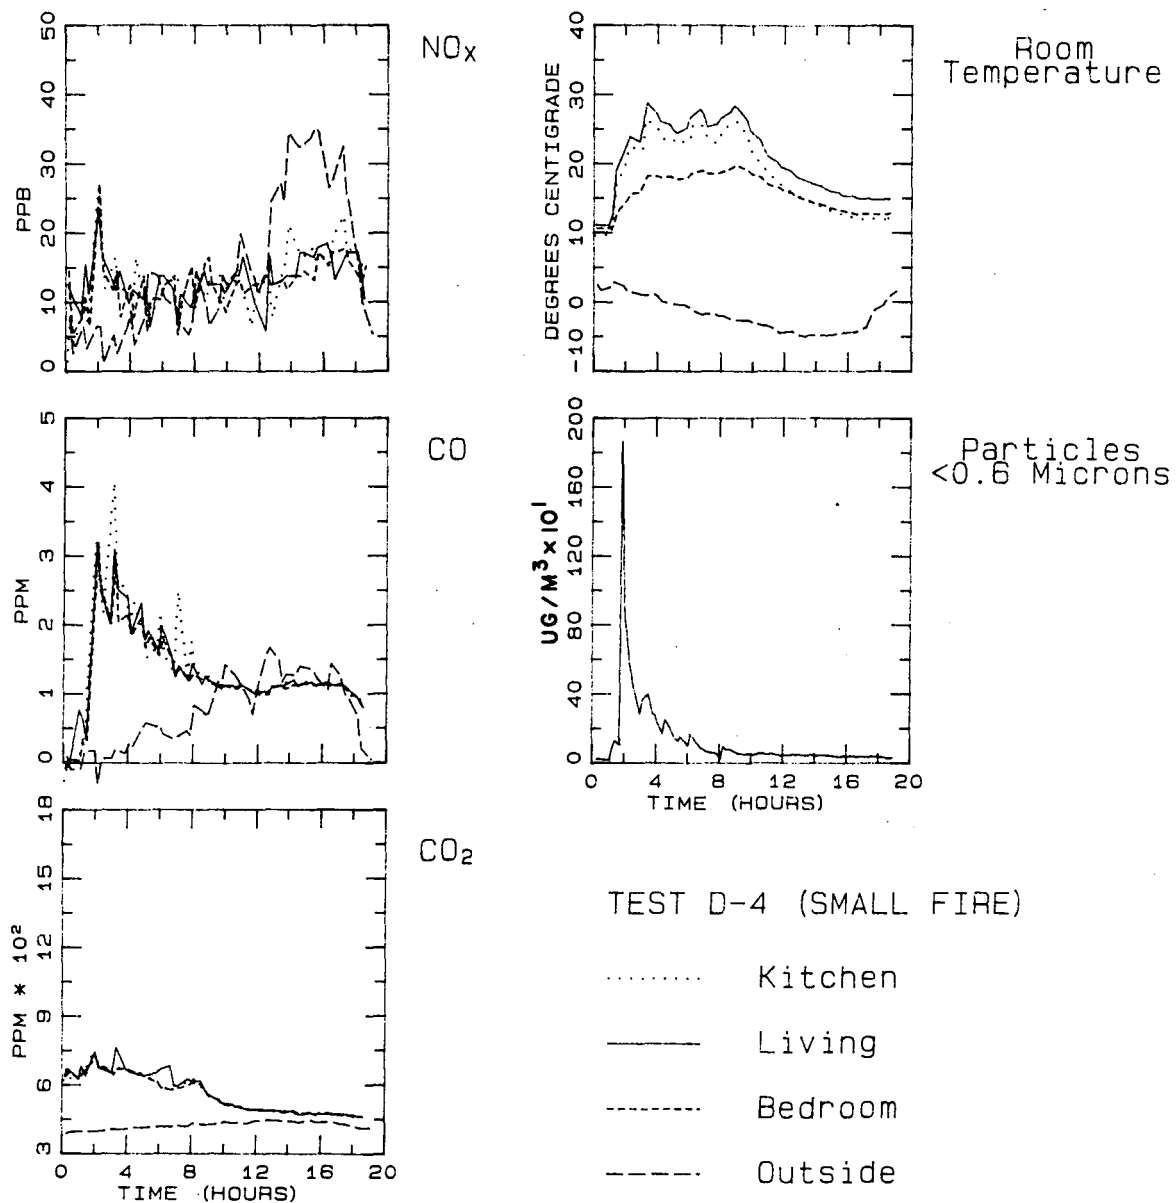 NOx
PPB
50
40
30
20
10
0
Room
Temperature
DEGREES CENTIGRADE
40
30
20
10
0
-10
CO
PPM
5
4
3
2
1
0
Particles
<0.6 Microns
UG/M³x10¹
200
160
120
80
40
0
0 4 8 12 16 20
TIME (HOURS)
CO₂
PPM * 10²
18
15
12
9
6
3
0 4 8 12 16 20
TIME (HOURS)
TEST D-4 (SMALL FIRE)
Kitchen
Living
Bedroom
Outside